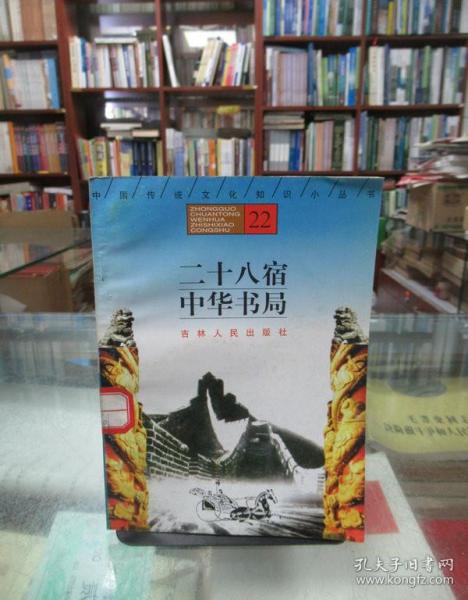 中国传统文化知识小丛书
ZHONGGUO
CHUANTONG
WENHUA
ZHISHIXIAO
CONGSHU
22
二十八宿
中华书局
吉林人民出版社
孔夫子旧书网
www.kongfz.com